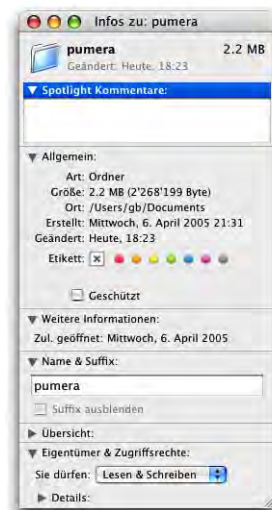 Infos zu: pumera
pumera 2.2 MB
Geändert: Heute, 18:23
Spotlight Kommentare:
Allgemein:
Art: Ordner
Größe: 2.2 MB (2'268'199 Byte)
Ort: /Users/gb/Documents
Erstellt: Mittwoch, 6. April 2005 21:31
Geändert: Heute, 18:23
Etikett:
Geschützt
Weitere Informationen:
Zul. geöffnet: Mittwoch, 6. April 2005
Name & Suffix:
pumera
Suffix ausblenden
Übersicht:
Eigentümer & Zugriffsrechte:
Sie dürfen: Lesen & Schreiben
Details: